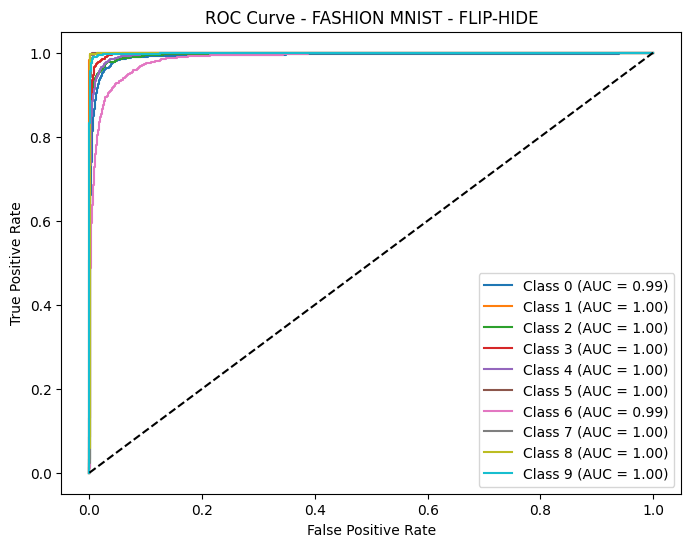 ROC Curve - FASHION MNIST - FLIP-HIDE
True Positive Rate
1.0
0.8
0.6
0.4
0.2
0.0
Class 0 (AUC = 0.99)
Class 1 (AUC = 1.00)
Class 2 (AUC = 1.00)
Class 3 (AUC = 1.00)
Class 4 (AUC = 1.00)
Class 5 (AUC = 1.00)
Class 6 (AUC = 0.99)
Class 7 (AUC = 1.00)
Class 8 (AUC = 1.00)
Class 9 (AUC = 1.00)
0.0 0.2 0.4 0.6 0.8 1.0
False Positive Rate